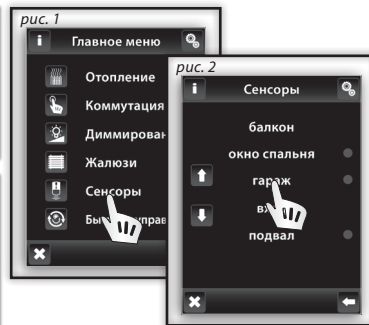 рис. 1
Главное меню
Отопление
Коммутация
Диммирован
Жалюзи
Сенсоры
рис. 2
Сенсоры
балкон
окно спальня
гараж
подвал